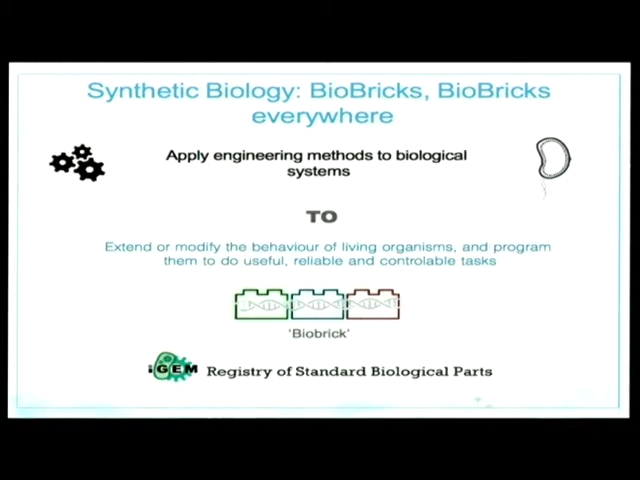 Synthetic Biology: BioBricks, BioBricks
everywhere
Apply engineering methods to biological
systems
TO
Extend or modify the behaviour of living organisms, and program
them to do useful, reliable and controlable tasks
'Biobrick'
iGEM Registry of Standard Biological Parts